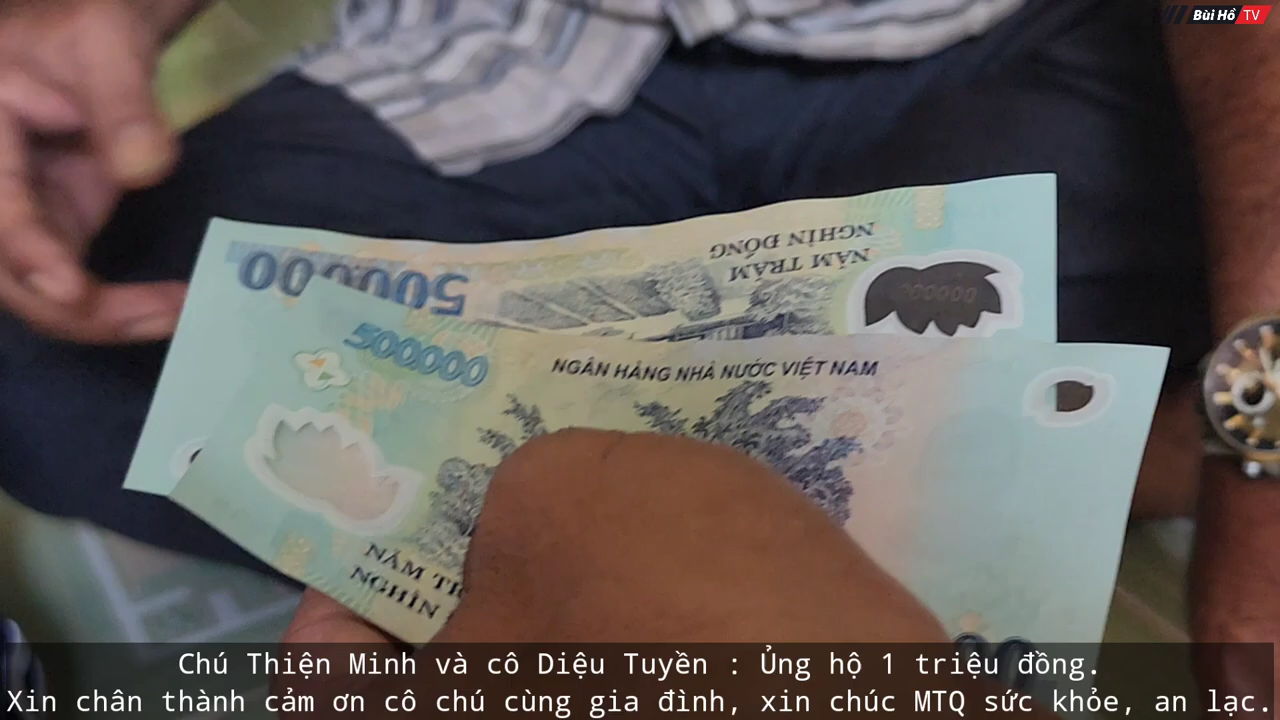 Bùi Hồ TV
NGHÌN ĐỒNG
NĂM TRĂM
500000
500000
NGÂN HÀNG NHÀ NƯỚC VIỆT NAM
Chú Thiện Minh và cô Diệu Tuyền : Ủng hộ 1 triệu đồng.
Xin chân thành cảm ơn cô chú cùng gia đình, xin chúc MTQ sức khỏe, an lạc.